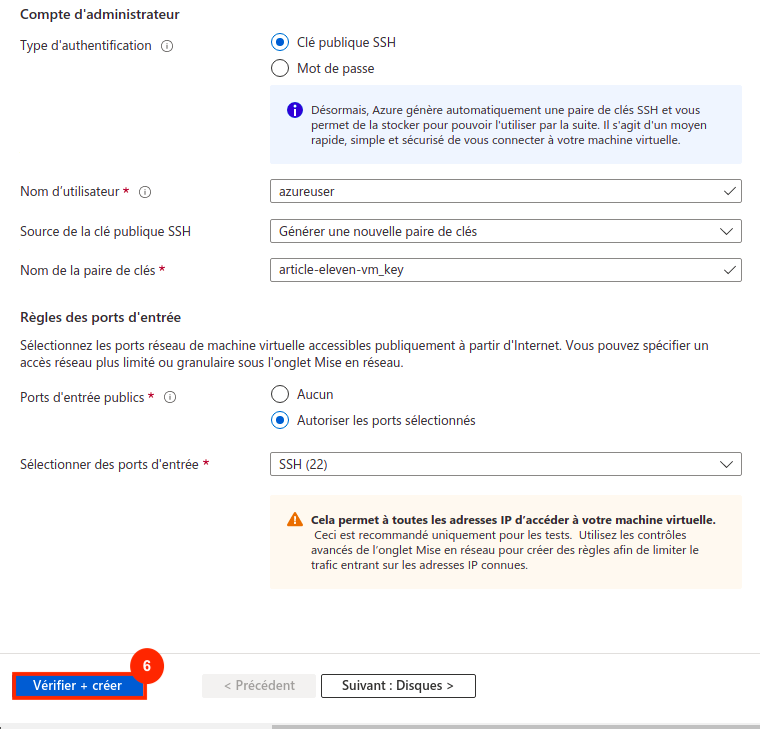 Compte d'administrateur
Type d'authentification
Clé publique SSH
Mot de passe
Désormais, Azure génère automatiquement une paire de clés SSH et vous
permet de la stocker pour pouvoir l'utiliser par la suite. Il s'agit d'un moyen
rapide, simple et sécurisé de vous connecter à votre machine virtuelle.
Nom d’utilisateur *
azureuser
Source de la clé publique SSH
Générer une nouvelle paire de clés
Nom de la paire de clés *
article-eleven-vm_key
Règles des ports d'entrée
Sélectionnez les ports réseau de machine virtuelle accessibles publiquement à partir d'Internet. Vous pouvez spécifier un
accès réseau plus limité ou granulaire sous l'onglet Mise en réseau.
Ports d'entrée publics *
Aucun
Autoriser les ports sélectionnés
Sélectionner des ports d'entrée *
SSH (22)
Cela permet à toutes les adresses IP d’accéder à votre machine virtuelle.
Ceci est recommandé uniquement pour les tests. Utilisez les contrôles
avancés de l’onglet Mise en réseau pour créer des règles afin de limiter le
trafic entrant sur les adresses IP connues.
6
Vérifier + créer
< Précédent
Suivant : Disques >